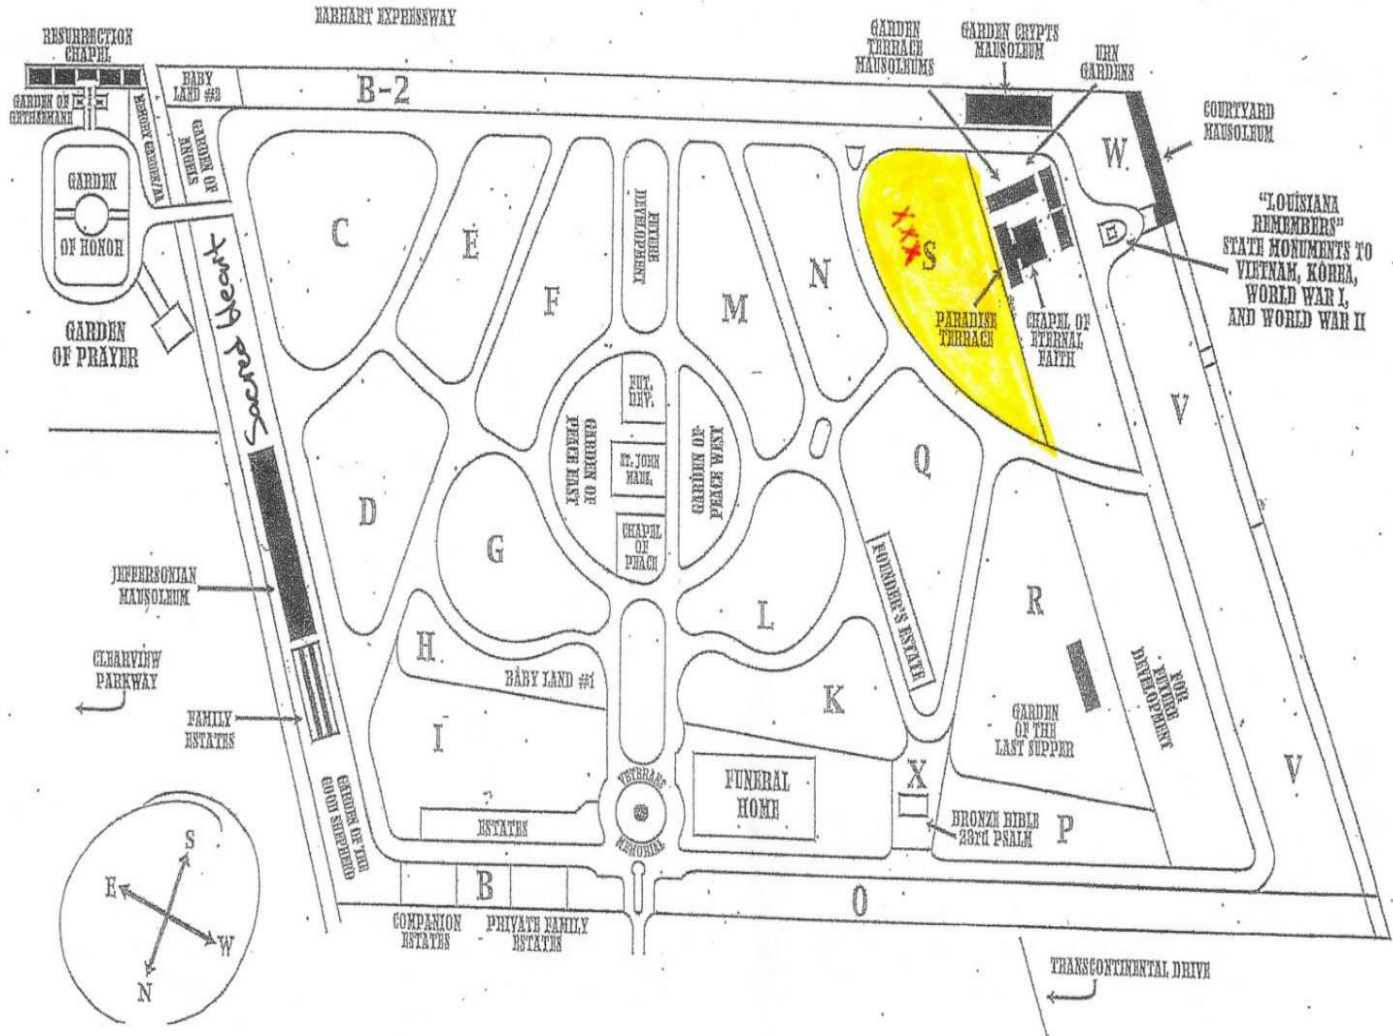 EARHART EXPRESSWAY
RESURRECTION
CHAPEL
GARDEN OF
GETHSEMANE
BABY
LAND #2
B-2
GARDEN
TERRACE
MAUSOLEUMS
GARDEN CRYPTS
MAUSOLEUM
URN
GARDENS
COURTYARD
MAUSOLEUM
W
GARDEN OF
ANGELS
GARDEN
OF HONOR
GARDEN
OF PRAYER
Sacred Heart
C
E
F
FUTURE
DEVELOPMENT
M
N
XXX
S
PARADISE
TERRACE
CHAPEL OF
ETERNAL
FAITH
"LOUISIANA
REMEMBERS"
STATE MONUMENTS TO
VIETNAM, KOREA,
WORLD WAR I,
AND WORLD WAR II
V
FUT.
DEV.
GARDEN OF
PEACE EAST
ST. JOHN
MAUS.
GARDEN OF
PEACE WEST
CHAPEL
OF
PEACE
D
G
Q
FOUNDER'S ESTATE
JEFFERSONIAN
MAUSOLEUM
L
R
H
BABY LAND #1
CLEARVIEW
PARKWAY
K
FOR
FUTURE
DEVELOPMENT
FAMILY
ESTATES
I
GARDEN
OF THE
LAST SUPPER
V
GARDEN OF THE
GOOD SHEPHERD
VETERANS
MEMORIAL
FUNERAL
HOME
X
BRONZE BIBLE
23rd PSALM
P
ESTATES
B
O
COMPANION
ESTATES
PRIVATE FAMILY
ESTATES
TRANSCONTINENTAL DRIVE
S
E
W
N